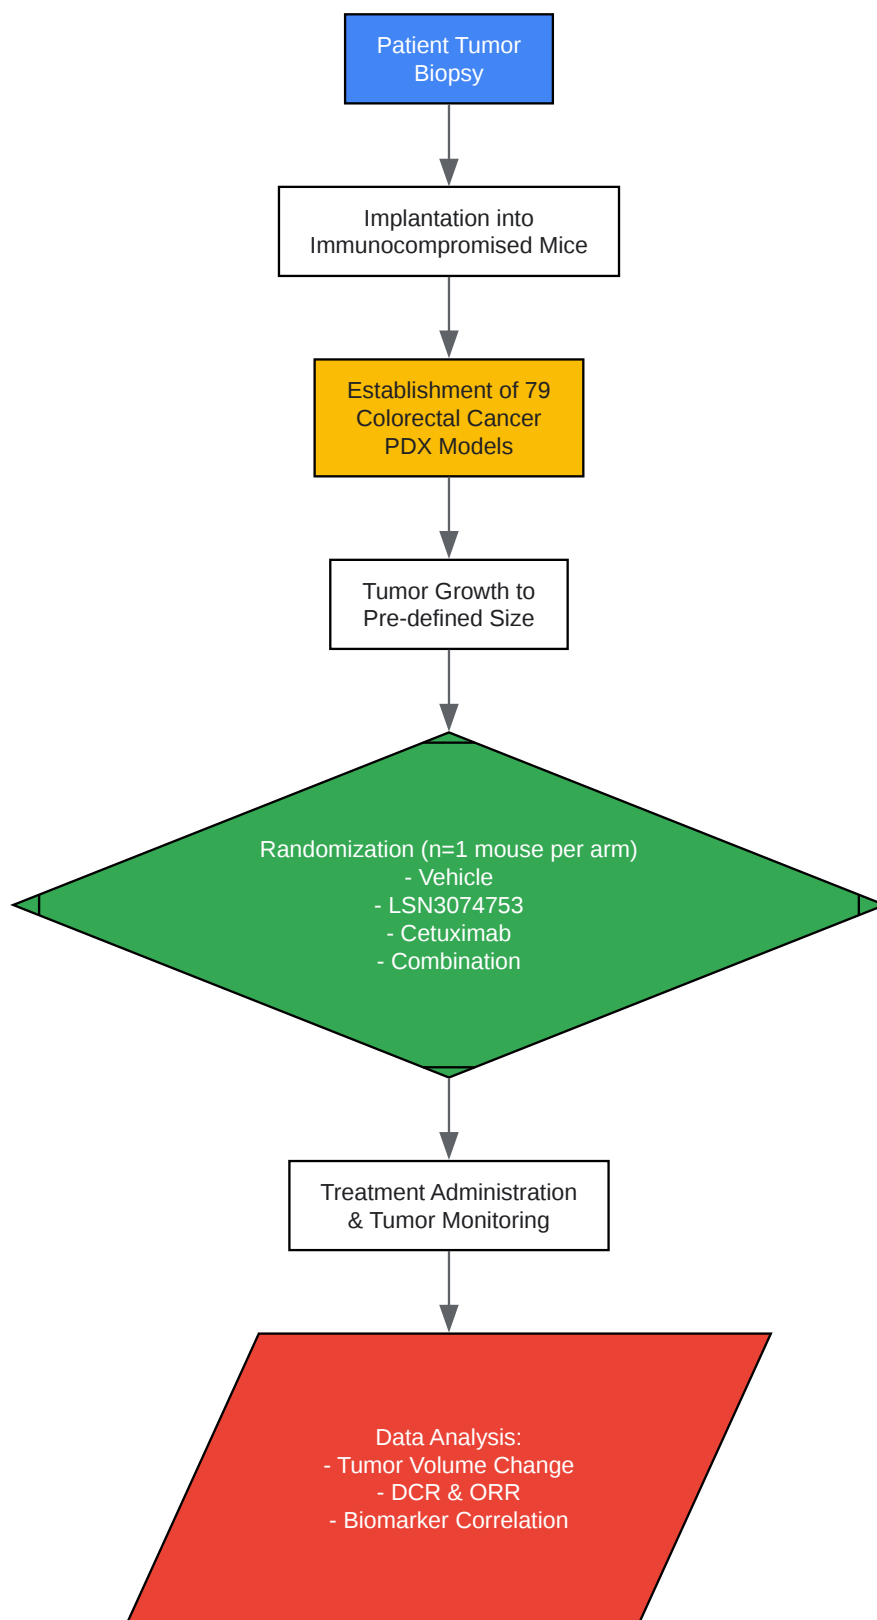 Patient Tumor
Biopsy
Implantation into
Immunocompromised Mice
Establishment of 79
Colorectal Cancer
PDX Models
Tumor Growth to
Pre-defined Size
Randomization (n=1 mouse per arm)
- Vehicle
- LSN3074753
- Cetuximab
- Combination
Treatment Administration
& Tumor Monitoring
Data Analysis:
- Tumor Volume Change
- DCR & ORR
- Biomarker Correlation